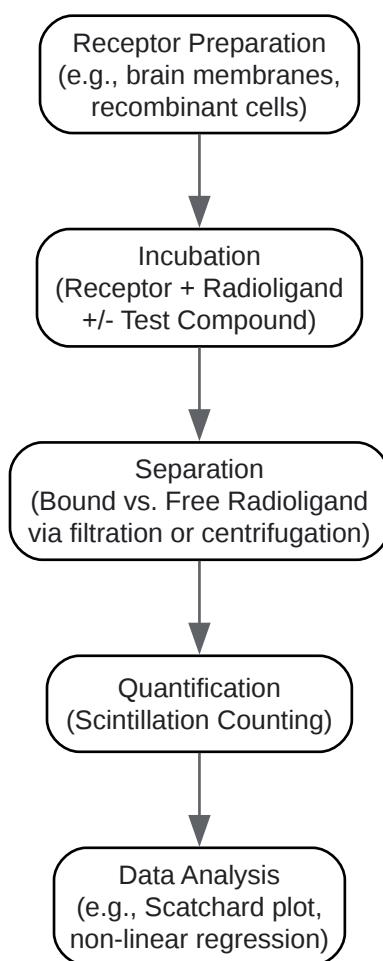 Receptor Preparation
(e.g., brain membranes,
recombinant cells)
Incubation
(Receptor + Radioligand
+/- Test Compound)
Separation
(Bound vs. Free Radioligand
via filtration or centrifugation)
Quantification
(Scintillation Counting)
Data Analysis
(e.g., Scatchard plot,
non-linear regression)